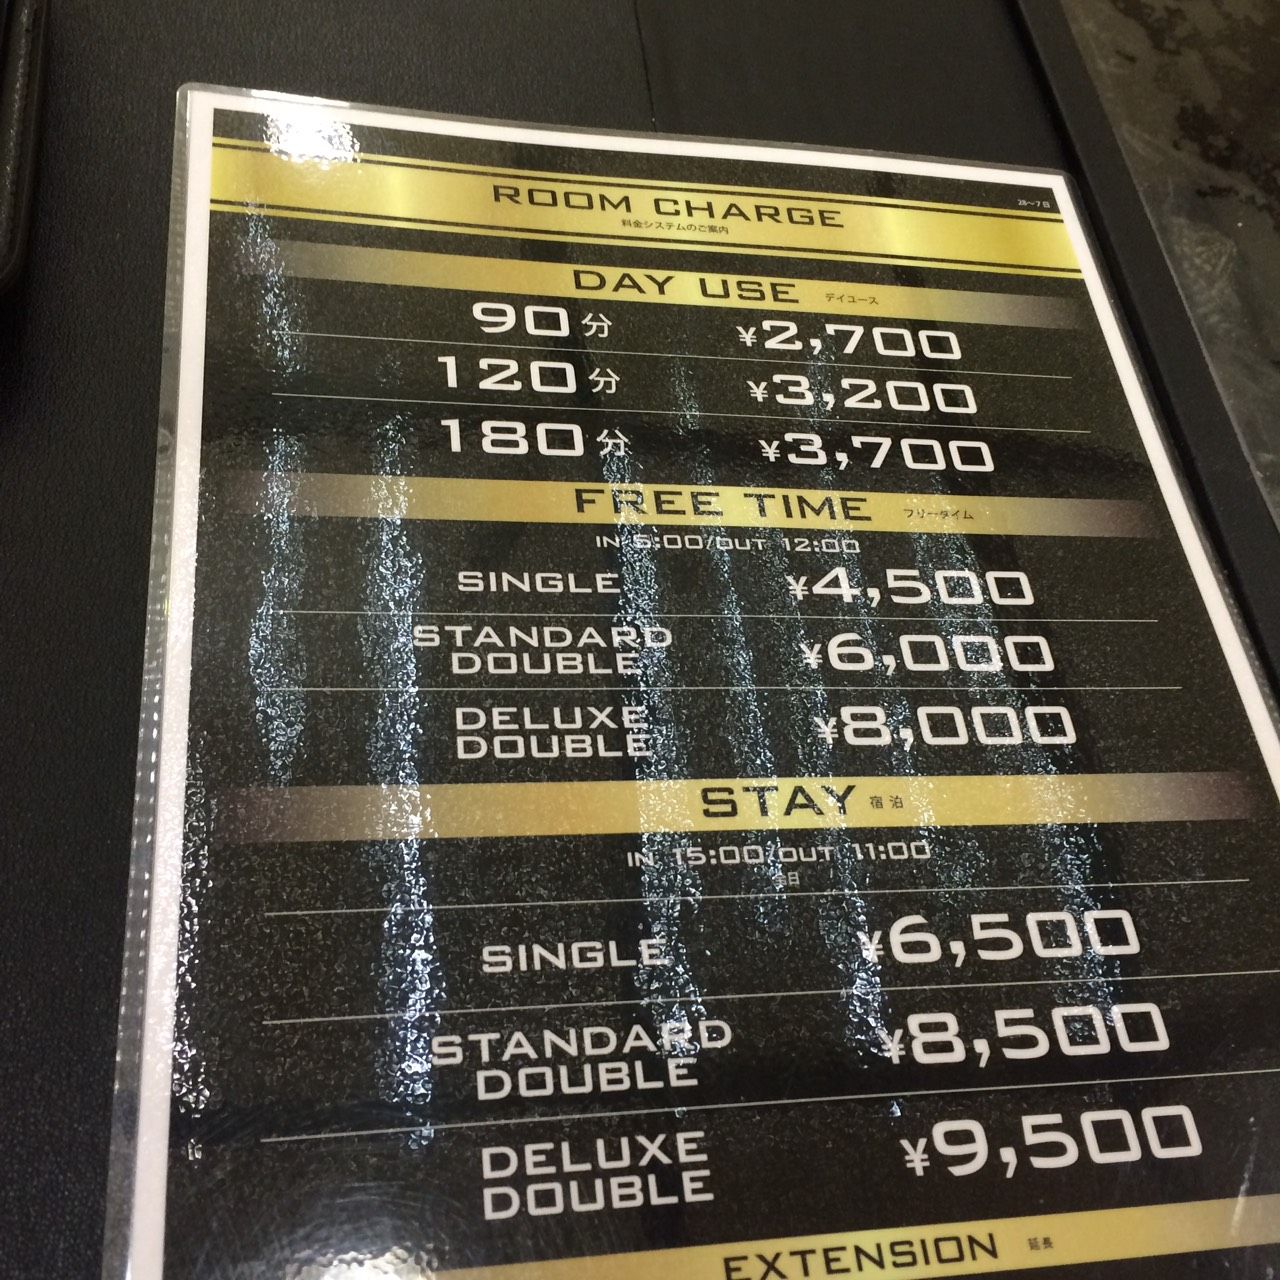 ROOM CHARGE
28～7日
料金システムのご案内
DAY USE デイユース
90分 ¥2,700
120分 ¥3,200
180分 ¥3,700
FREE TIME フリータイム
IN 5:00/OUT 12:00
SINGLE ¥4,500
STANDARD
DOUBLE ¥6,000
DELUXE
DOUBLE ¥8,000
STAY 宿泊
IN 15:00/OUT 11:00
SINGLE ¥6,500
STANDARD
DOUBLE ¥8,500
DELUXE
DOUBLE ¥9,500
EXTENSION 延長